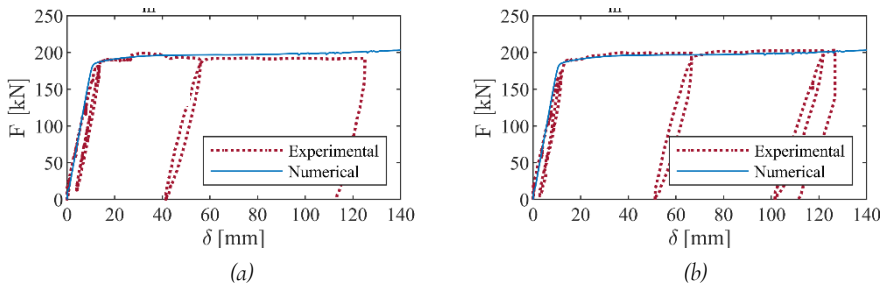 m m
250 250
200 200
150 150
100 100
50 50
0 0
F [kN] F [kN]
Experimental Experimental
Numerical Numerical
0 20 40 60 80 100 120 140 0 20 40 60 80 100 120 140
δ [mm] δ [mm]
(a) (b)